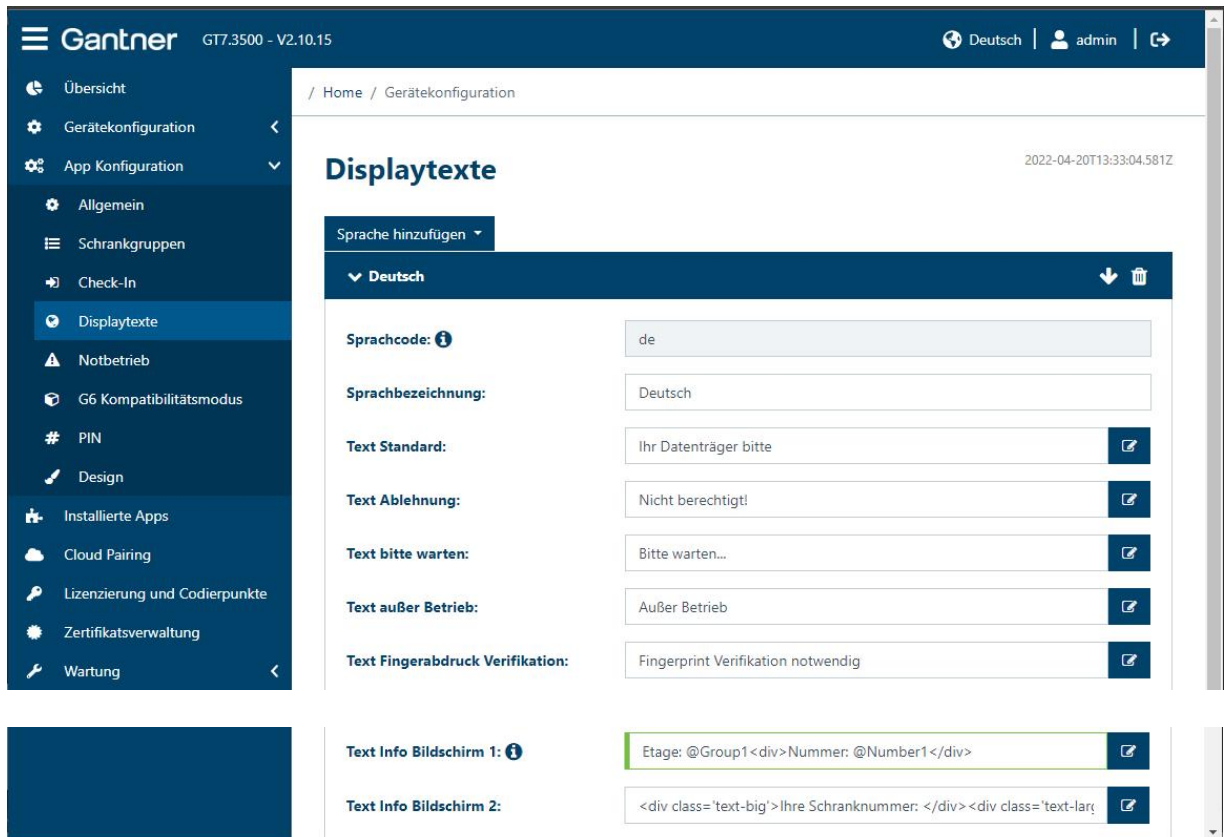 Gantner GT7.3500 - V2.10.15 Deutsch admin
Übersicht
Gerätekonfiguration
App Konfiguration
Allgemein
Schrankgruppen
Check-In
Displaytexte
Notbetrieb
G6 Kompatibilitätsmodus
PIN
Design
Installierte Apps
Cloud Pairing
Lizenzierung und Codierpunkte
Zertifikatsverwaltung
Wartung
/ Home / Gerätekonfiguration
Displaytexte 2022-04-20T13:33:04.581Z
Sprache hinzufügen
Deutsch
Sprachcode: de
Sprachbezeichnung: Deutsch
Text Standard: Ihr Datenträger bitte
Text Ablehnung: Nicht berechtigt!
Text bitte warten: Bitte warten...
Text außer Betrieb: Außer Betrieb
Text Fingerabdruck Verifikation: Fingerprint Verifikation notwendig
Text Info Bildschirm 1: Etage: @Group1<div>Nummer: @Number1</div>
Text Info Bildschirm 2: <div class='text-big'>Ihre Schranknummer: </div><div class='text-larg